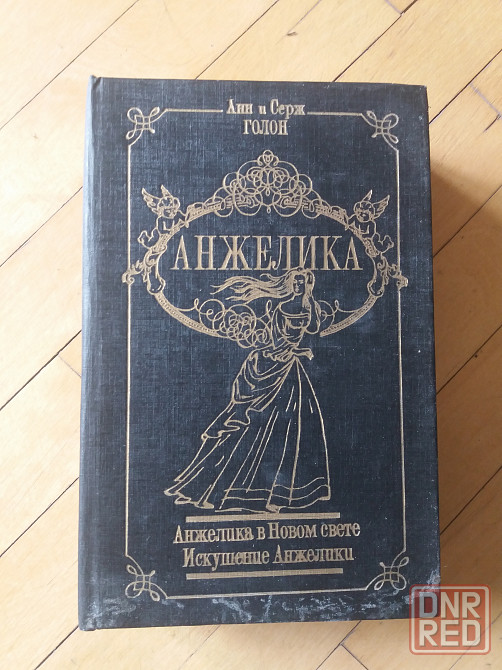 Анн и Серж
ГОЛОН
АНЖЕЛИКА
Анжелика в Новом свете
Искушение Анжелики
DNR
RED